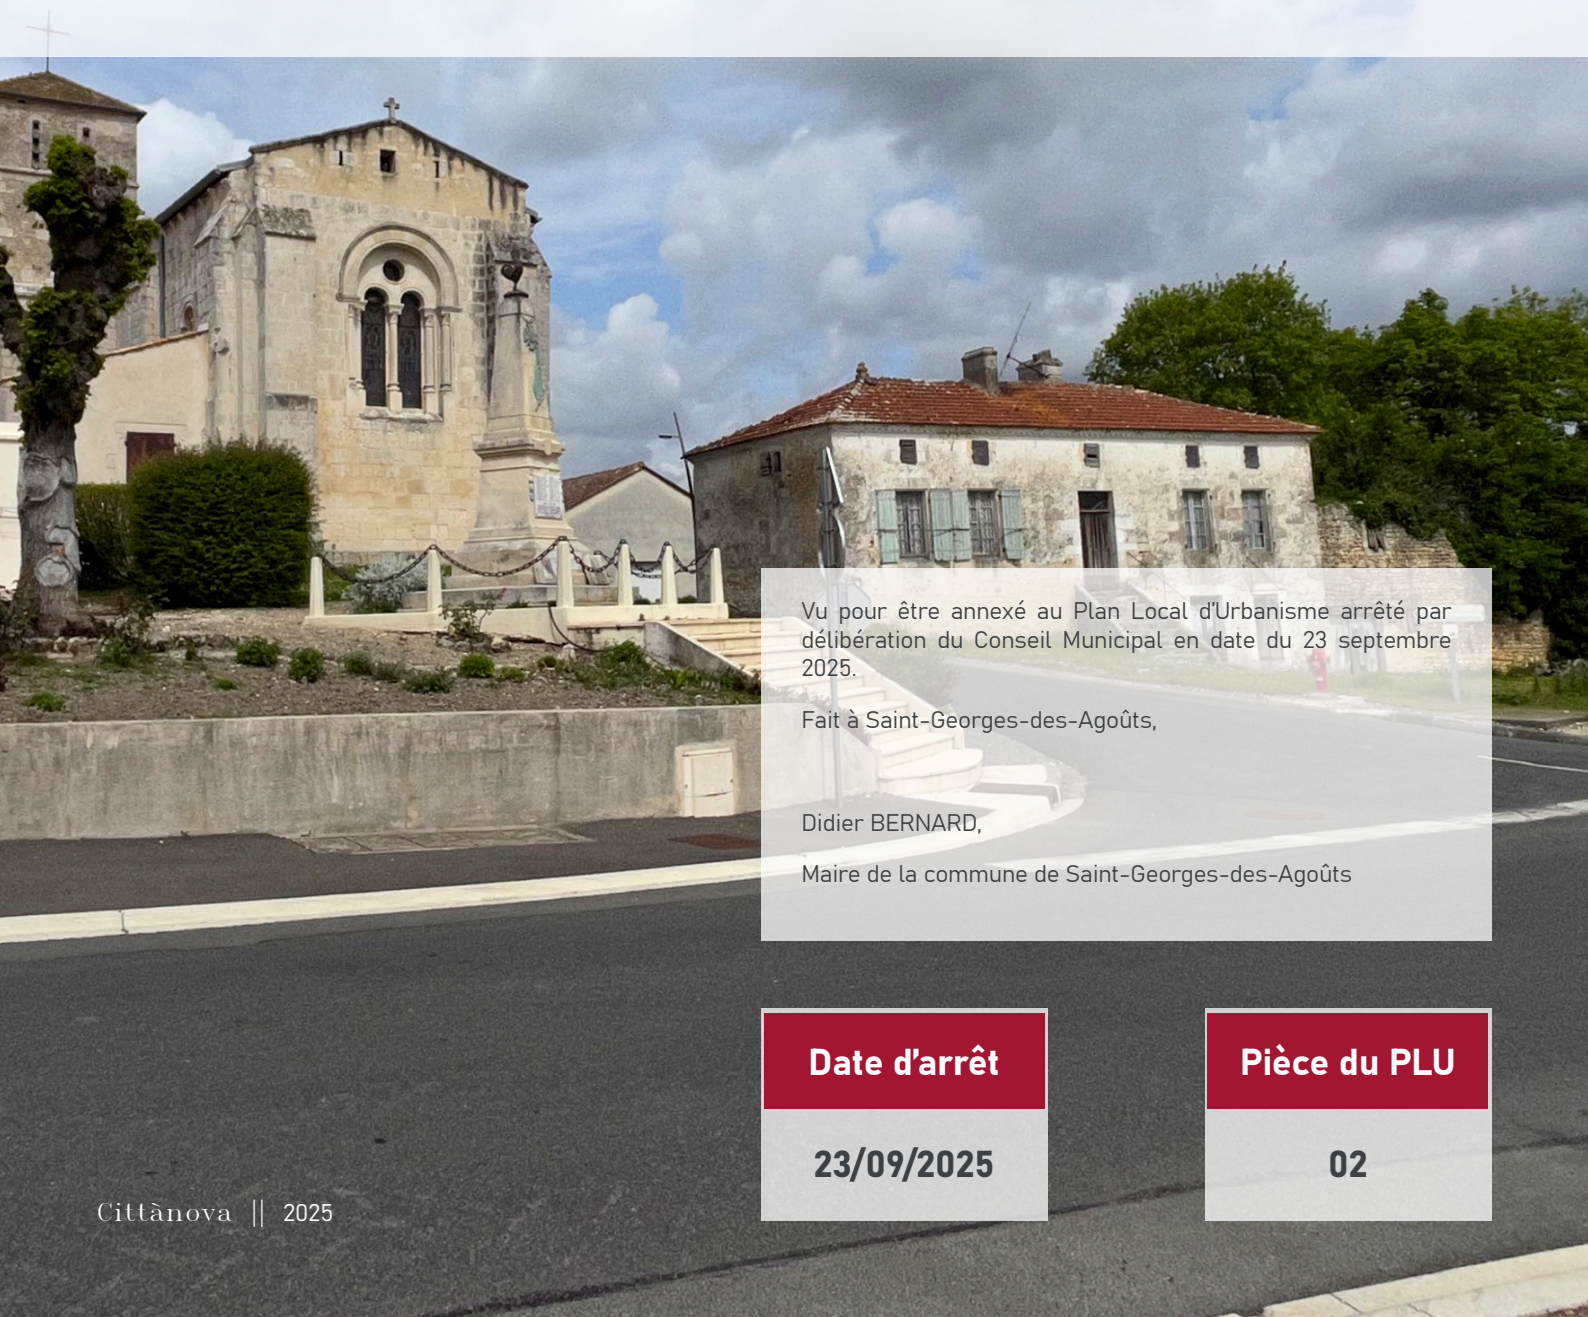 Vu pour être annexé au Plan Local d’Urbanisme arrêté par
délibération du Conseil Municipal en date du 23 septembre
2025.
Fait à Saint-Georges-des-Agoûts,
Didier BERNARD,
Maire de la commune de Saint-Georges-des-Agoûts
Date d’arrêt
Pièce du PLU
23/09/2025
02
Cittànova || 2025